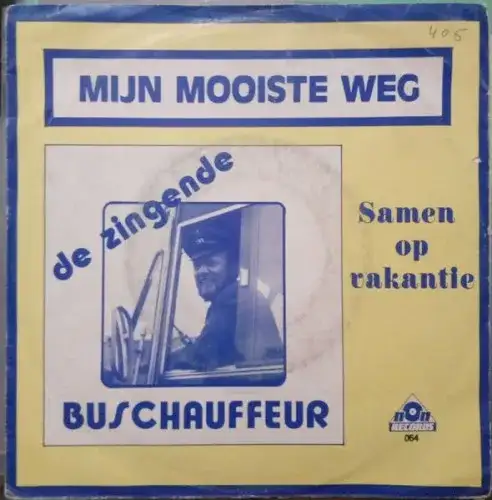 405
MIJN MOOISTE WEG
de zingende
BUSCHAUFFEUR
Samen
op
vakantie
non
RECORDS
064